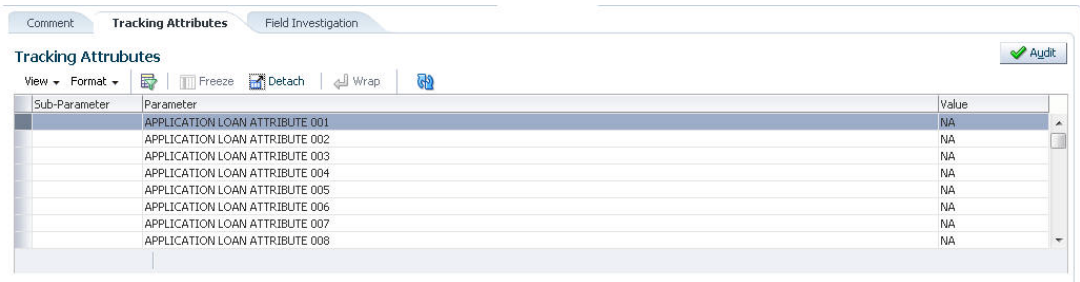 Comment Tracking Attributes Field Investigation
Tracking Attrubutes Audit
View Format Freeze Detach Wrap
Sub-Parameter Parameter Value
APPLICATION LOAN ATTRIBUTE 001 NA
APPLICATION LOAN ATTRIBUTE 002 NA
APPLICATION LOAN ATTRIBUTE 003 NA
APPLICATION LOAN ATTRIBUTE 004 NA
APPLICATION LOAN ATTRIBUTE 005 NA
APPLICATION LOAN ATTRIBUTE 006 NA
APPLICATION LOAN ATTRIBUTE 007 NA
APPLICATION LOAN ATTRIBUTE 008 NA